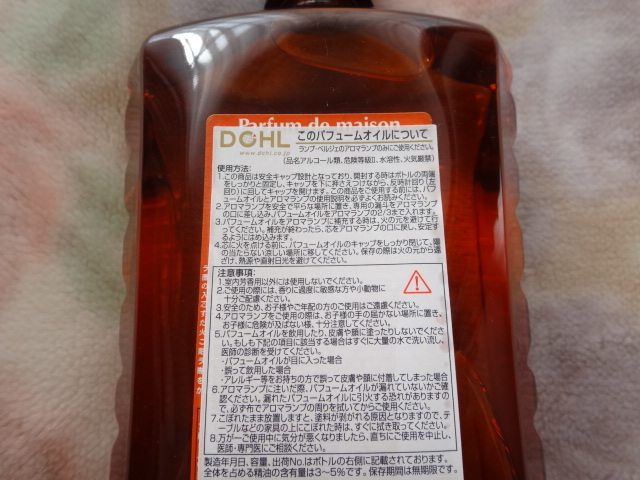 Parfum de maison
DOHL このパフュームオイルについて
www.dohl.co.jp ランプ・ベルジェのアロマランプのみにご使用ください。
(品名アルコール類、危険等級Ⅱ、水溶性、火気厳禁)
使用方法:
1.この商品は安全キャップ設計となっており、開封する時はボトルの両端
をしっかりと固定し、キャップを下に押さえつけながら、反時計回り(左
回り)に回してキャップを開けます。この商品をご使用する前には、パフ
ュームオイルとアロマランプの使用説明を必ずよくお読みください。
2.アロマランプを安全で平らな場所に置き、専用の漏斗をアロマランプ
の口に差し込み、パフュームオイルをアロマランプの2/3まで入れます。
3.パフュームオイルをアロマランプに補充する時は、火の元を避けて行
ってください。補充が終わったら、芯をアロマランプの口に戻し、安定す
るようにはめ込みます。
4.芯に火を点ける前に、パフュームオイルのキャップをしっかり閉じて、陽
の当たらない涼しい場所に移してください。保存の際は火の元から遠
ざけ、熱源や直射日光を避けてください。
注意事項:
1.室内芳香用以外には使用しないでください。
2.ご使用の際には、香りに過度に敏感な方や小動物に
十分ご配慮ください。
3.安全のため、お子様やご年配の方のご使用はご遠慮ください。
4.アロマランプをご使用の際は、お子様の手の届かない場所に置き、
お子様に危険が及ばない様、十分注意してください。
5.パフュームオイルを飲用したり、皮膚や顔に塗ったりしないでくだ
い。もしも下記の項目に該当する場合はすぐに大量の水で洗い流し、
医師の診断を受けてください。
・パフュームオイルが目に入った場合
・誤って飲用した場合
・アレルギー等をお持ちの方で誤って皮膚や顔に付着してしまった場合
6.アロマランプに注いだ際、パフュームオイルが漏れていないかご確
認ください。漏れたパフュームオイルに引火する恐れがありますの
で、必ず布でアロマランプの周りを拭いてからご使用ください。
7.こぼれたまま放置しますと、塗料が剥がれる原因となりますので、テ
ーブルなどの家具の上にこぼれた時は、すぐに拭き取ってください。
8.万が一ご使用中に気分が悪くなりましたら、直ちにご使用を中止し、
医師・専門医にご相談ください。
製造年月日、容量、出荷No.はボトルの右側に記載されております。
全体を占める精油の含有量は3〜5%です。保存期間は無期限です。